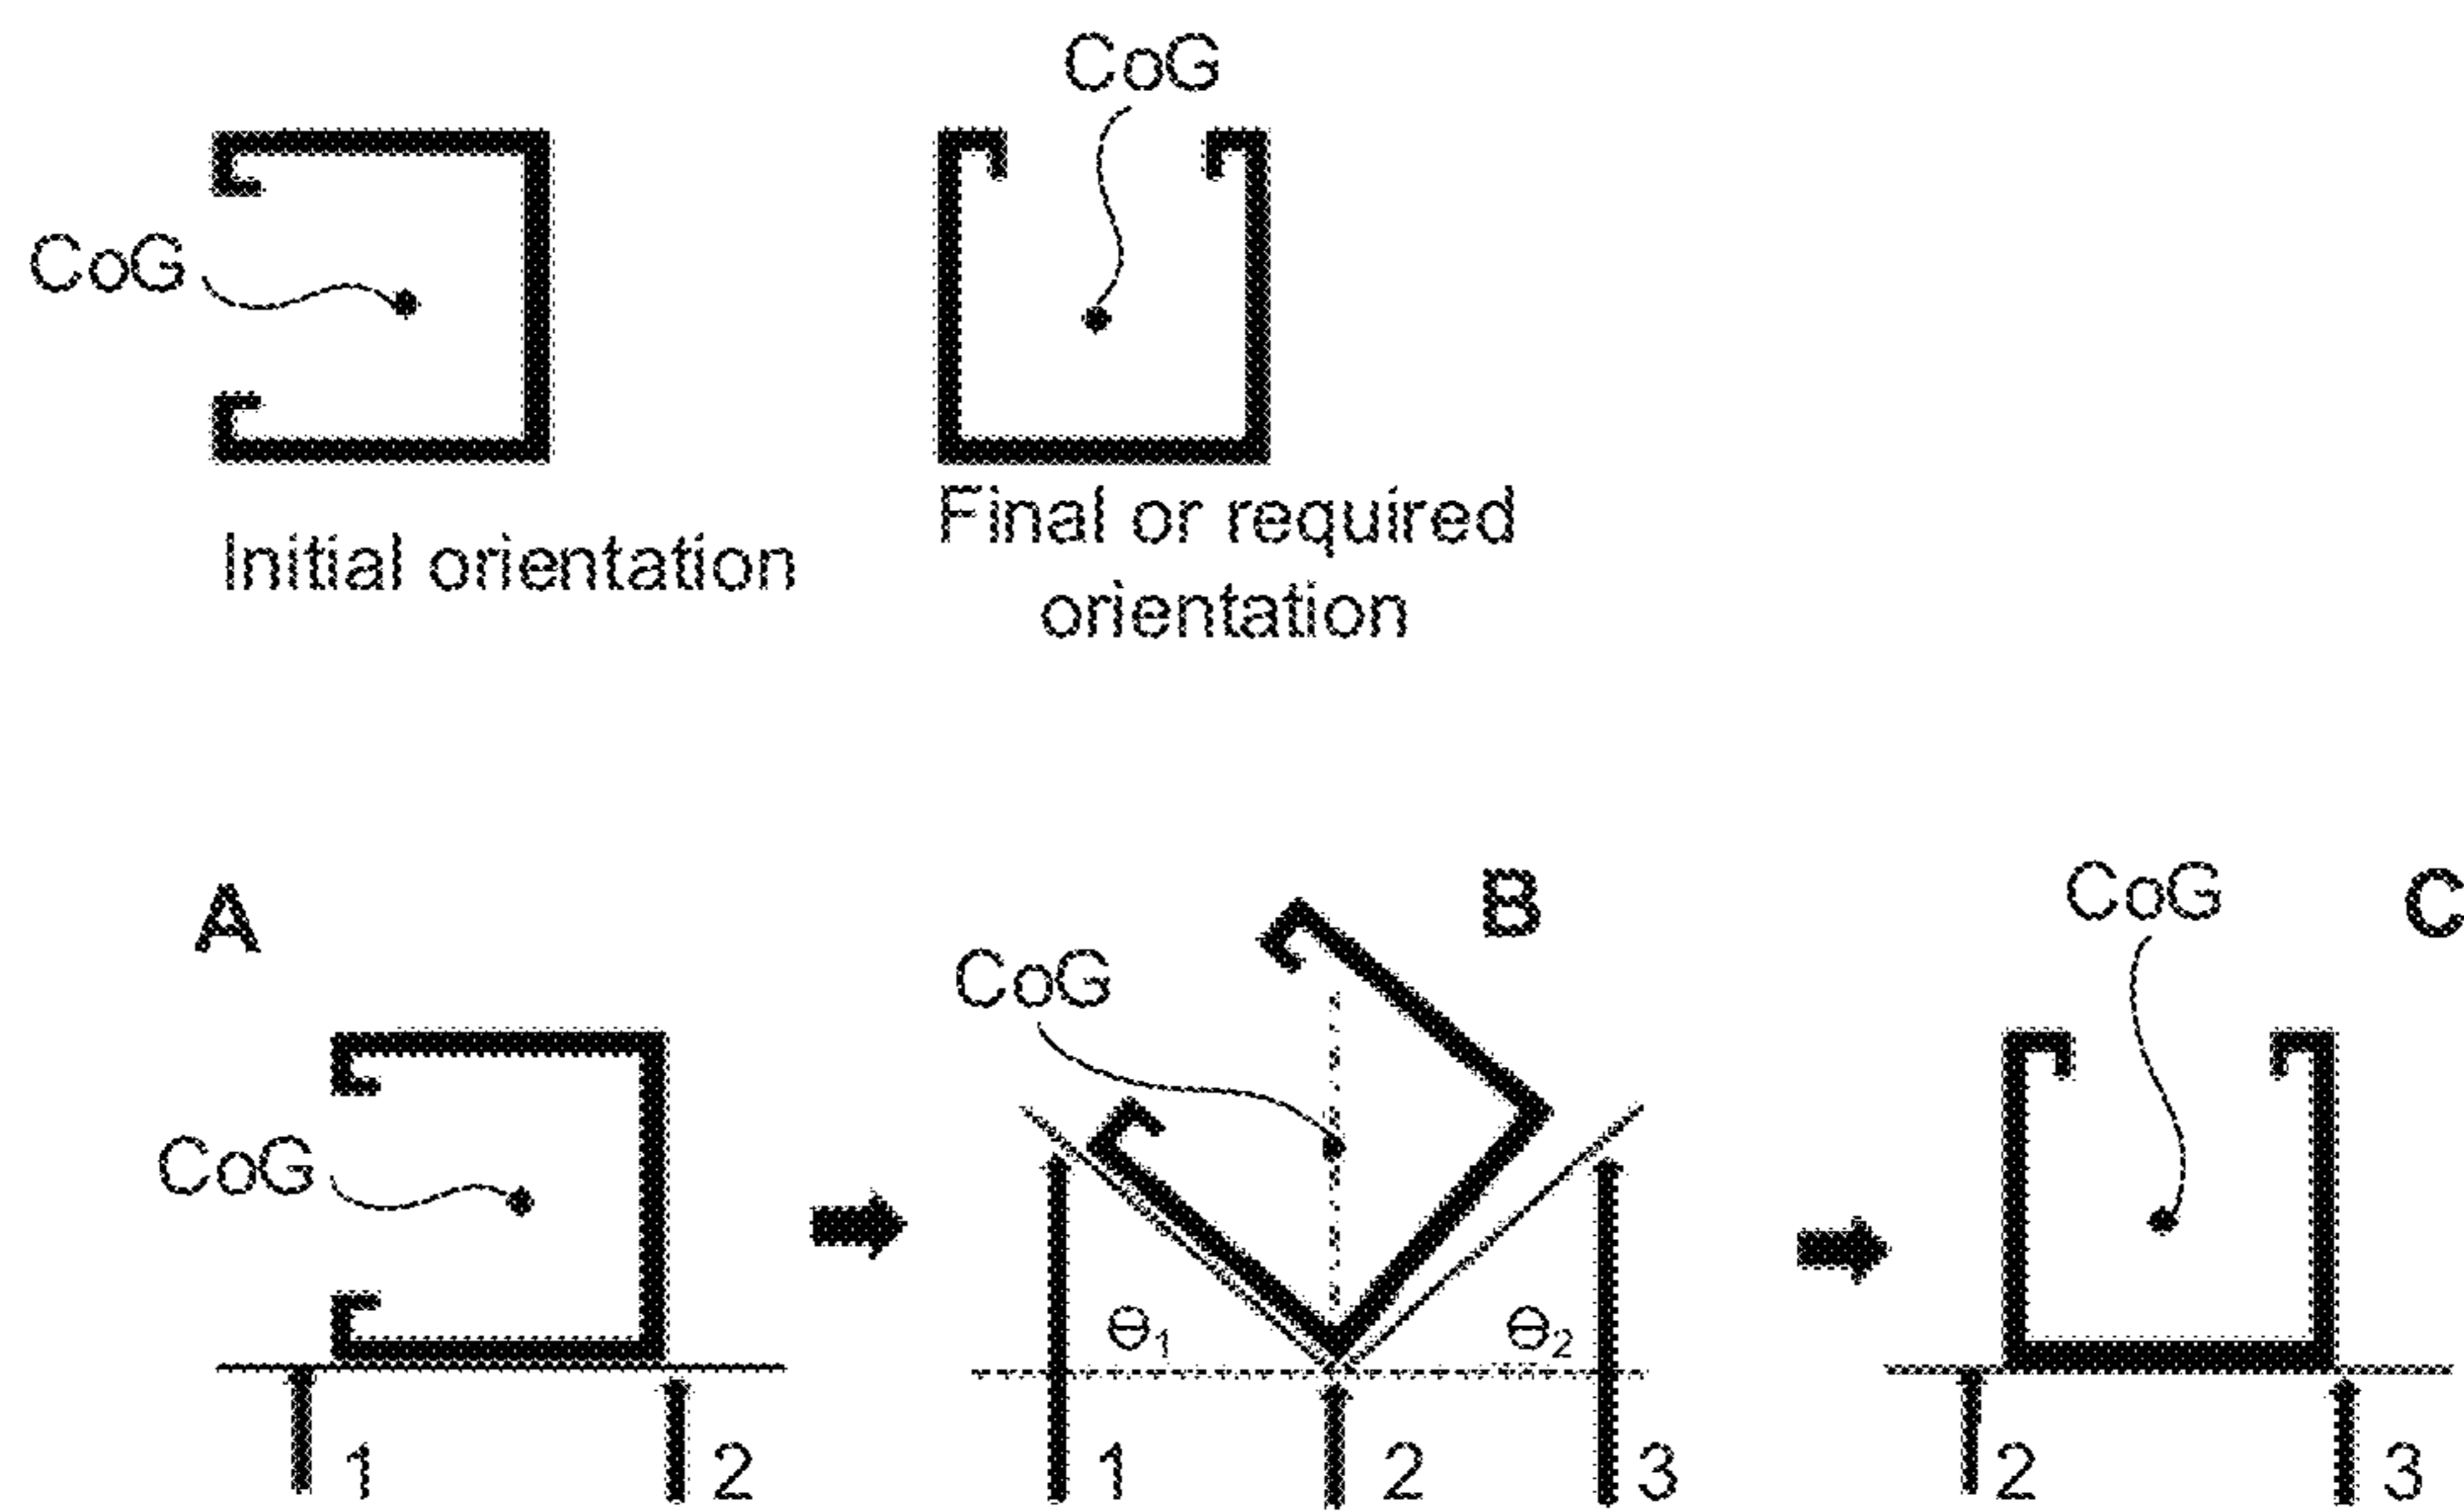 CoG
CoG
Initial orientation
Final or required
orientation
A
B
CoG
C
CoG
CoG
Θ1
Θ2
1
2
1
2
3
2
3